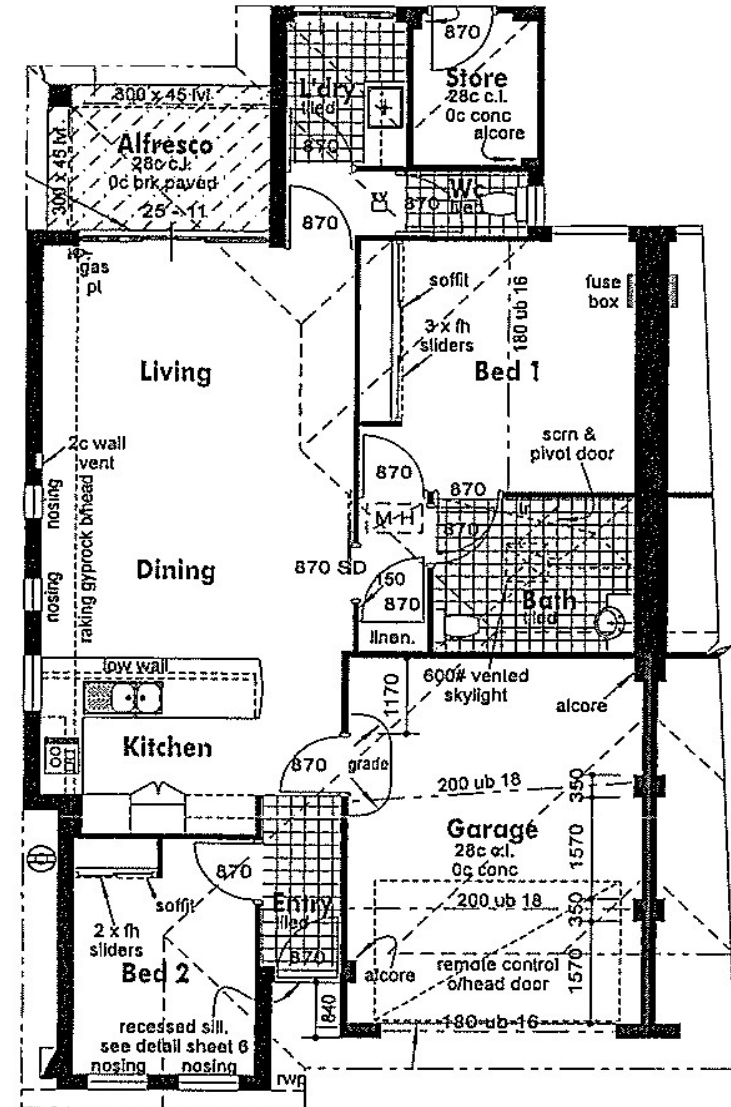 870
Store
28c c.l.
0c conc
alcore
L'dry
tiled
870
300 x 45 lvl
Alfresco
28c c.l.
0c brk paved
25 - 11
300 x 45 lvl
Wc
tiled
870
870
gas
pl
soffit
3 x fh
sliders
180 ub 16
fuse
box
Living
Bed 1
2c wall
vent
nosing
raking gyprock b/head
scrn &
pivot door
870
870
M H
870
nosing
Dining
870 SD
150
870
Bath
tiled
linen.
low wall
600# vented
skylight
alcore
1170
Kitchen
870
grade
200 ub 18
350
Garage
28c c.l.
0c conc
1570
870
soffit
2 x fh
sliders
Entry
tiled
870
200 ub 18
350
Bed 2
alcore
remote control
o/head door
1570
recessed sill.
see detail sheet 6
nosing
nosing
840
180 ub 16
rwp